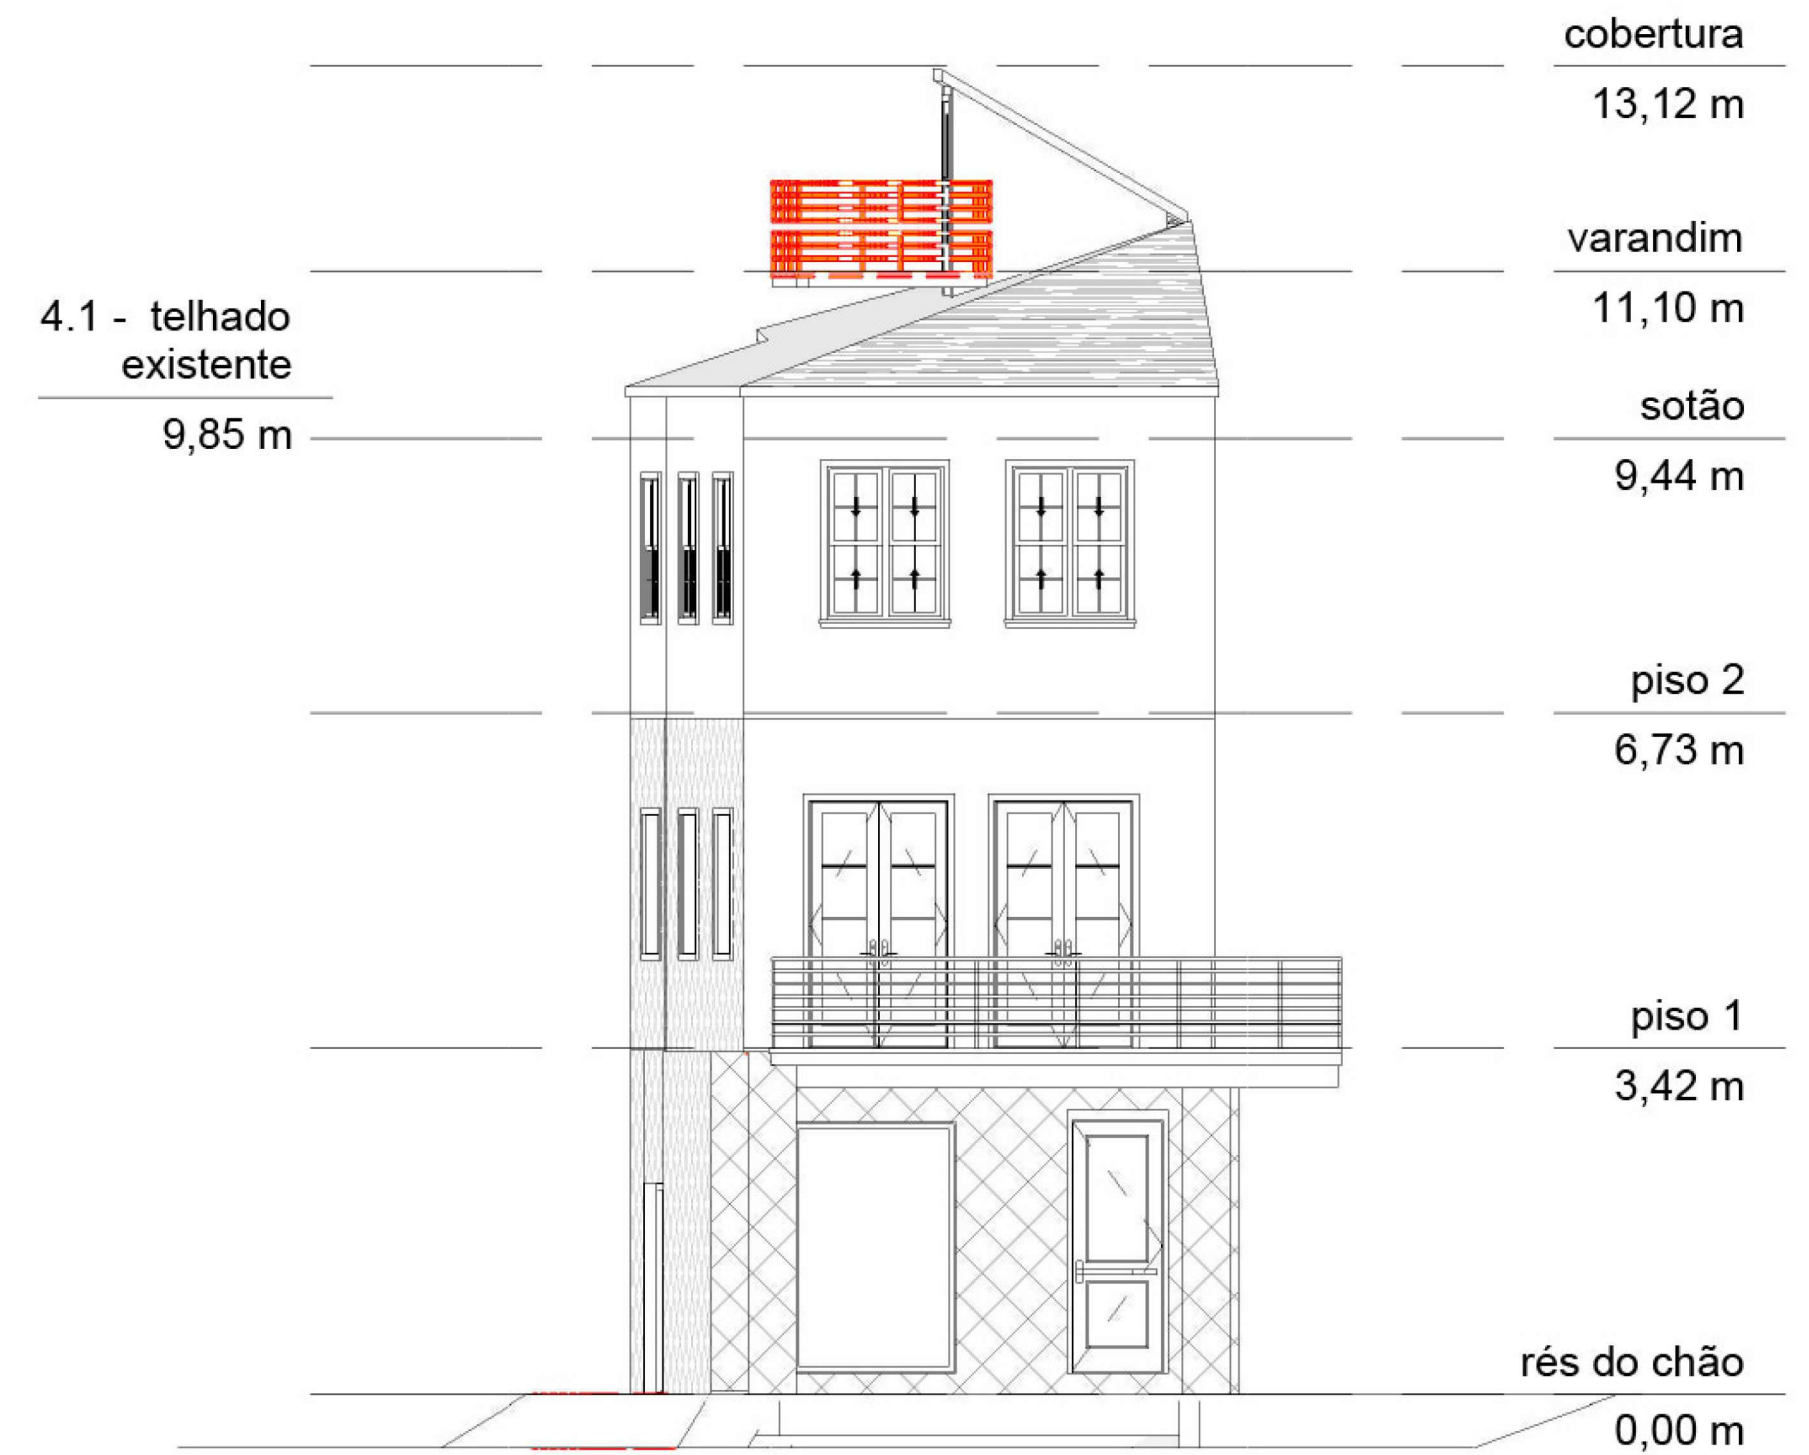 cobertura
13,12 m
varandim
11,10 m
4.1 - telhado
existente
9,85 m
sotão
9,44 m
piso 2
6,73 m
piso 1
3,42 m
rés do chão
0,00 m